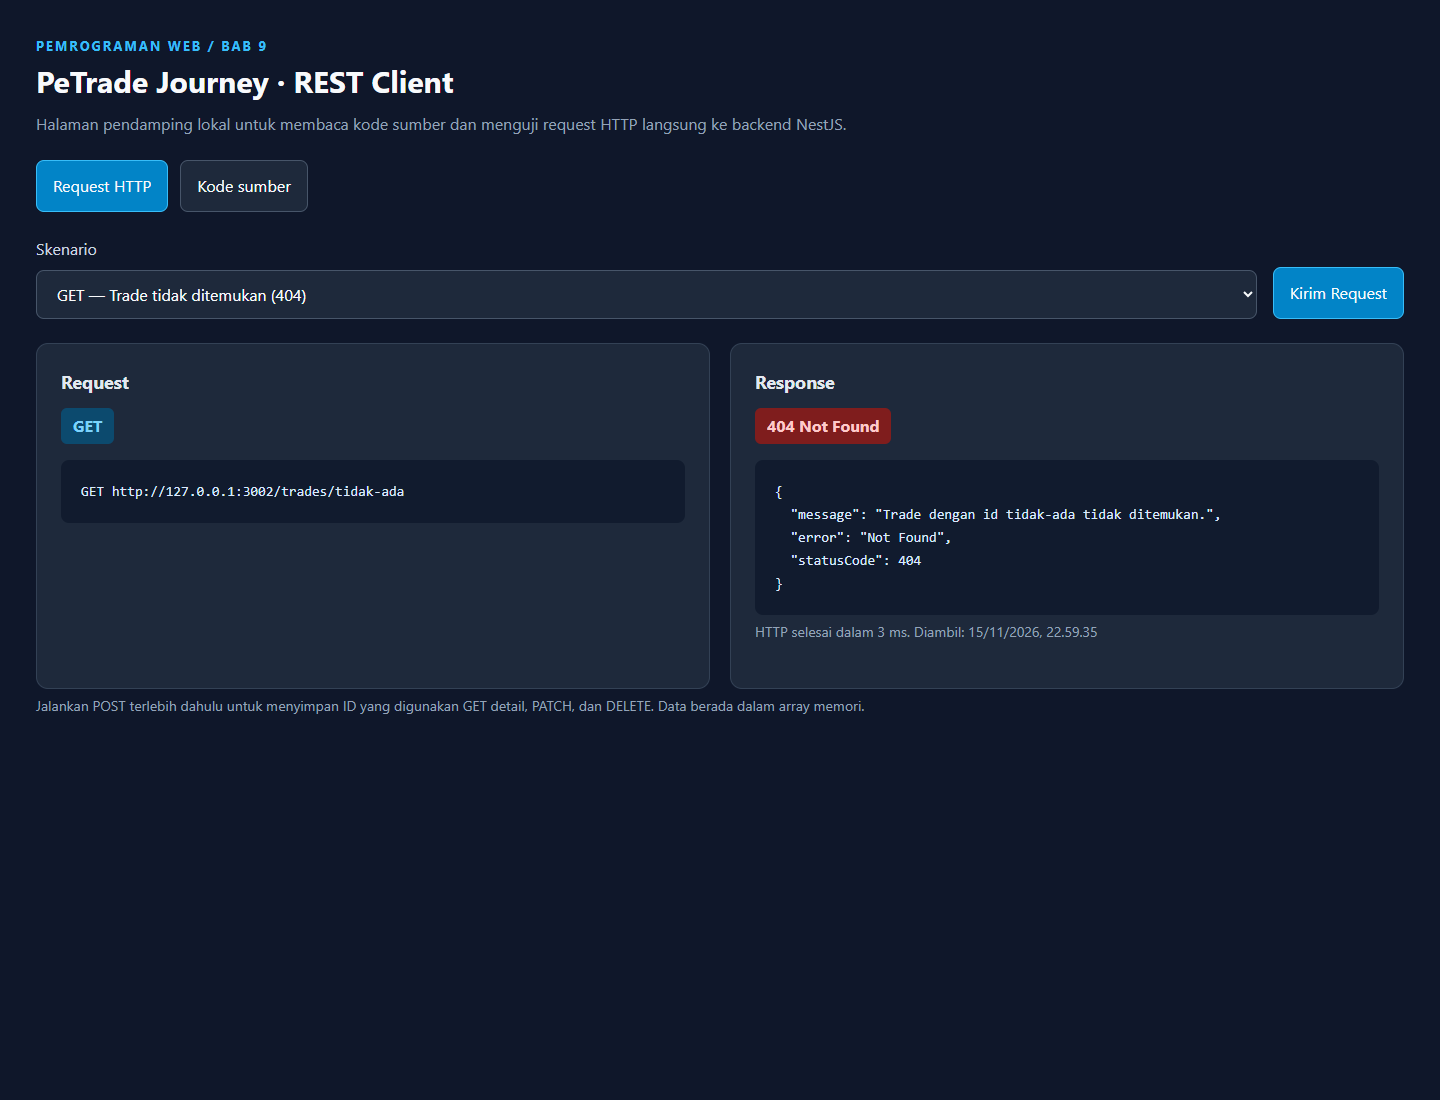 PEMROGRAMAN WEB / BAB 9
PeTrade Journey · REST Client
Halaman pendamping lokal untuk membaca kode sumber dan menguji request HTTP langsung ke backend NestJS.
Request HTTP
Kode sumber
Skenario
GET — Trade tidak ditemukan (404)
Kirim Request
Request
GET
GET http://127.0.0.1:3002/trades/tidak-ada
Response
404 Not Found
{
"message": "Trade dengan id tidak-ada tidak ditemukan.",
"error": "Not Found",
"statusCode": 404
}
HTTP selesai dalam 3 ms. Diambil: 15/11/2026, 22.59.35
Jalankan POST terlebih dahulu untuk menyimpan ID yang digunakan GET detail, PATCH, dan DELETE. Data berada dalam array memori.